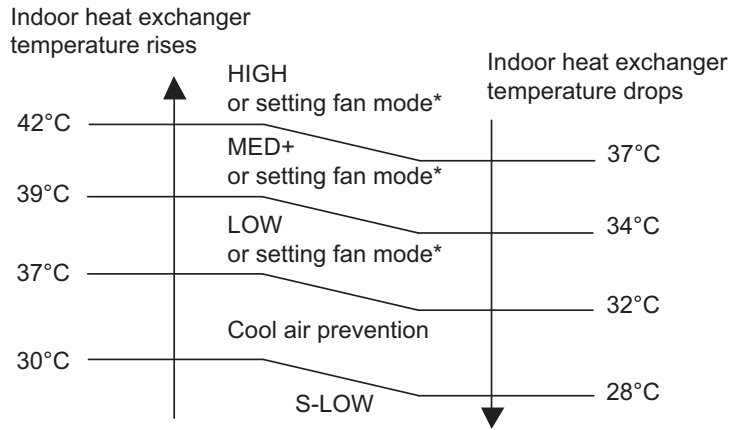 Indoor heat exchanger
temperature rises
Indoor heat exchanger
temperature drops
HIGH
or setting fan mode*
42°C
37°C
MED+
or setting fan mode*
39°C
34°C
LOW
or setting fan mode*
37°C
32°C
Cool air prevention
30°C
28°C
S-LOW